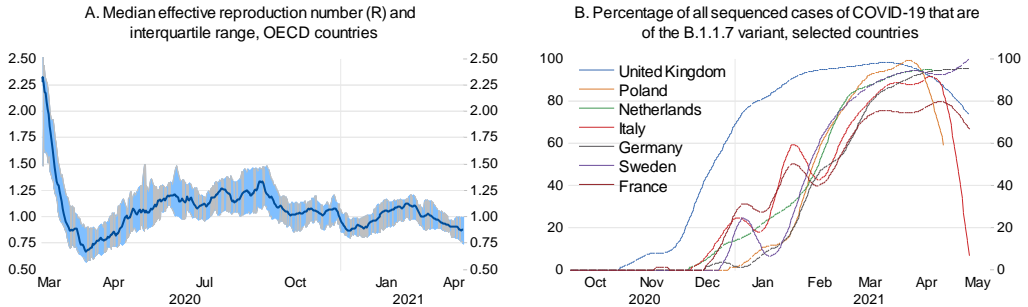 A. Median effective reproduction number (R) and
interquartile range, OECD countries
2.50 2.50
2.25 2.25
2.00 2.00
1.75 1.75
1.50 1.50
1.25 1.25
1.00 1.00
0.75 0.75
0.50 0.50
Mar Apr Jul Oct Jan Apr
2020 2021
B. Percentage of all sequenced cases of COVID-19 that are
of the B.1.1.7 variant, selected countries
100 100
80 80
60 60
40 40
20 20
0 0
United Kingdom
Poland
Netherlands
Italy
Germany
Sweden
France
Oct Nov Dec Jan Feb Mar Apr May
2020 2021